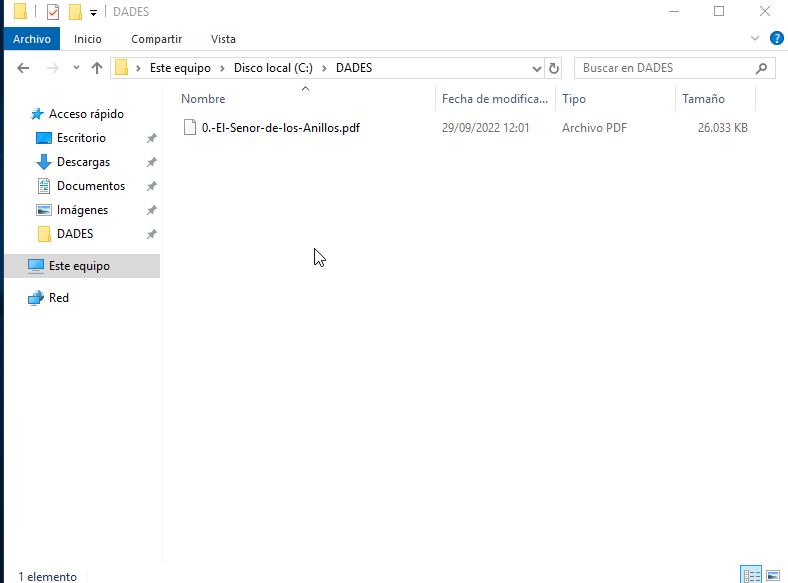 DADES
Archivo Inicio Compartir Vista
Este equipo Disco local (C:) DADES Buscar en DADES
Nombre Fecha de modifica... Tipo Tamaño
0.-El-Senor-de-los-Anillos.pdf 29/09/2022 12:01 Archivo PDF 26.033 KB
Acceso rápido
Escritorio
Descargas
Documentos
Imágenes
DADES
Este equipo
Red
1 elemento